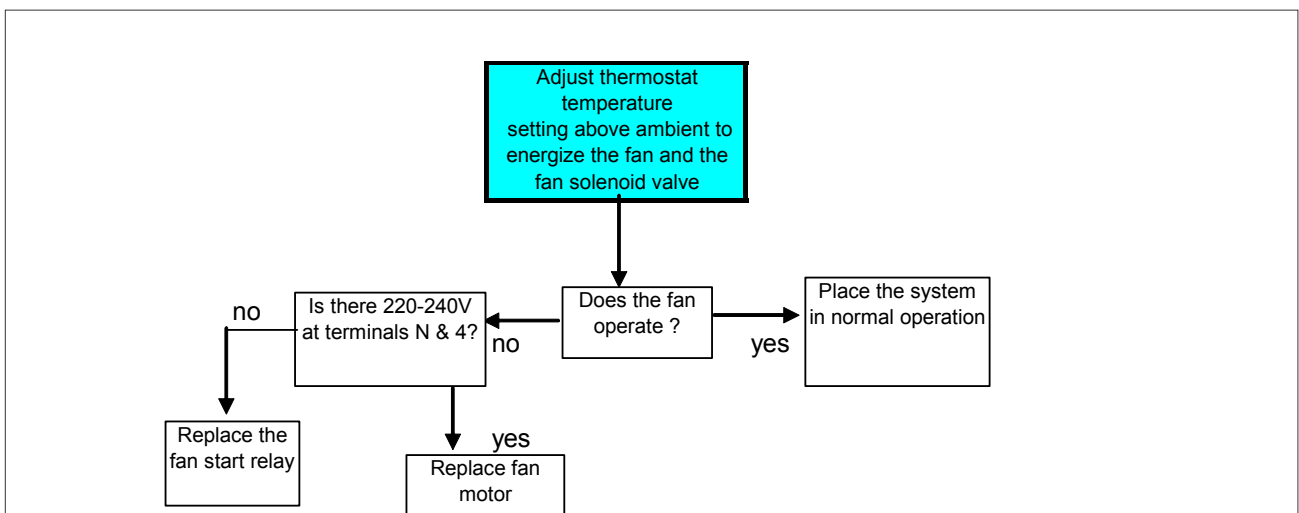 Adjust thermostat
temperature
setting above ambient to
energize the fan and the
fan solenoid valve
Does the fan
operate ?
yes
Place the system
in normal operation
no
Is there 220-240V
at terminals N & 4?
no
Replace the
fan start relay
yes
Replace fan
motor